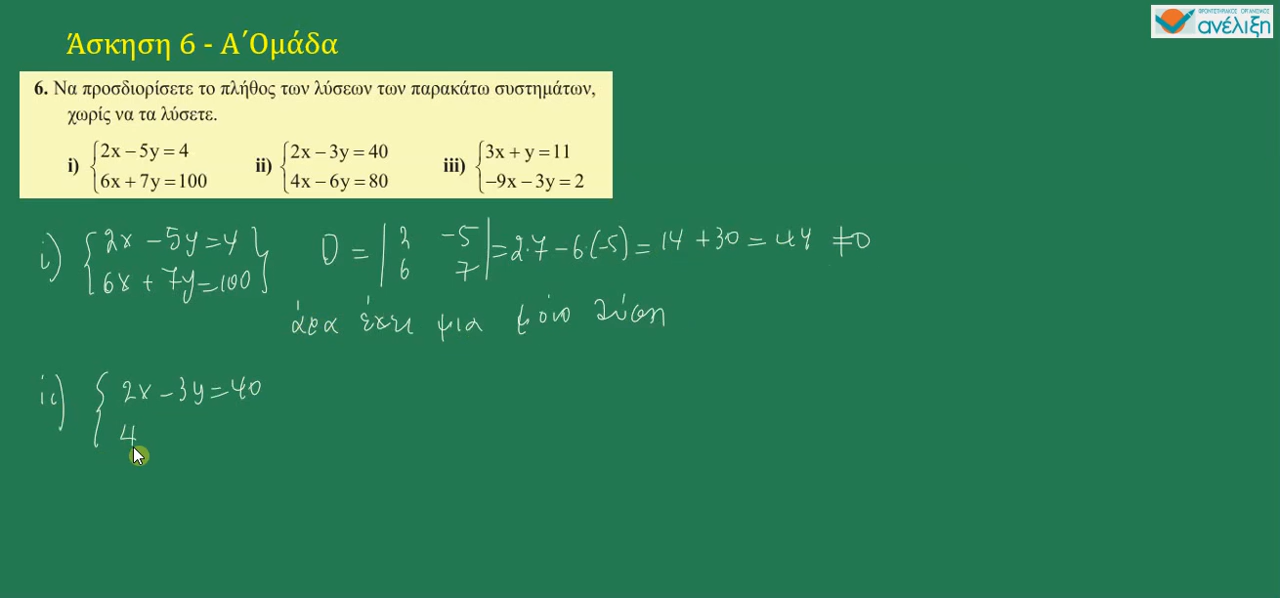 Άσκηση 6 - Α΄Ομάδα
ΦΡΟΝΤΙΣΤΗΡΙΑΚΟΣ ΟΡΓΑΝΙΣΜΟΣ
ανέλιξη
6. Να προσδιορίσετε το πλήθος των λύσεων των παρακάτω συστημάτων,
χωρίς να τα λύσετε.
i) {2x – 5y = 4
6x + 7y = 100
ii) {2x – 3y = 40
4x – 6y = 80
iii) {3x + y = 11
–9x – 3y = 2
i) {2x – 5y = 4
6x + 7y = 100}
D = |2 -5
6 7| = 2·7 – 6(-5) = 14 + 30 = 44 ≠ 0
άρα έχει μια μόνο λύση
ii) {2x – 3y = 40
4